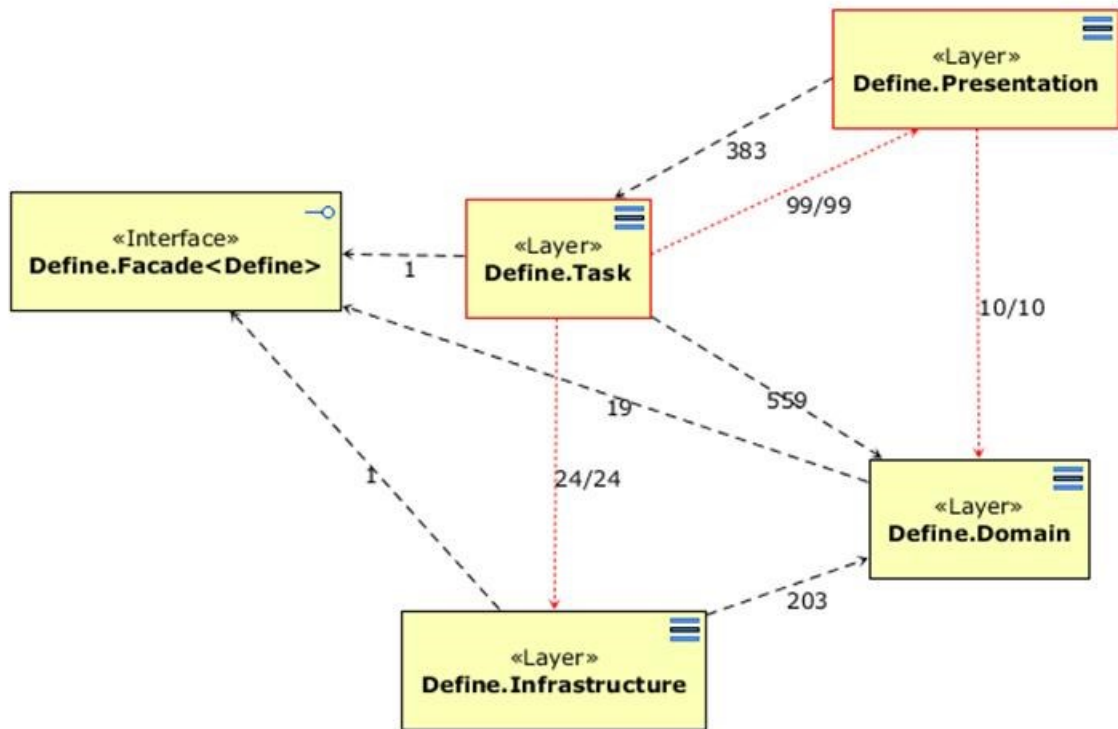 «Layer»
Define.Presentation
383
99/99
«Interface»
Define.Facade<Define>
1
«Layer»
Define.Task
10/10
19
559
1
24/24
«Layer»
Define.Domain
203
«Layer»
Define.Infrastructure